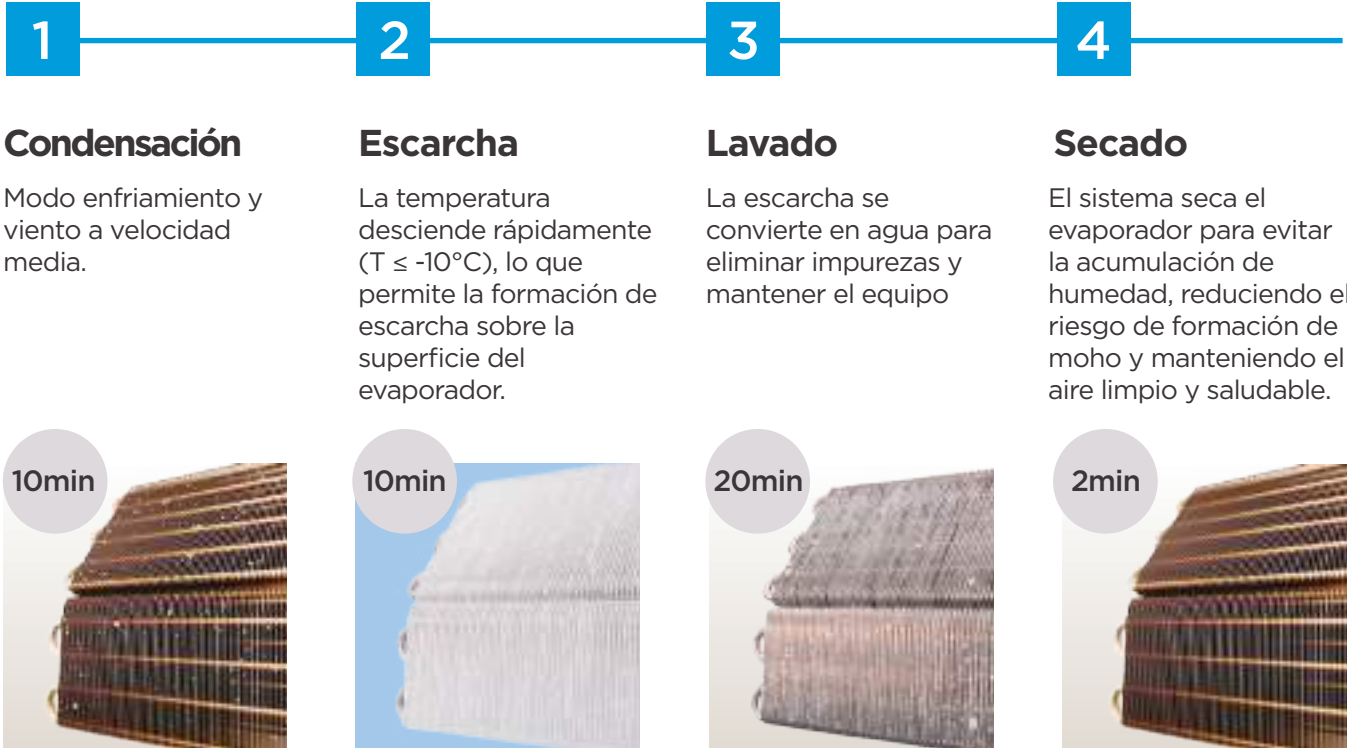 1
2
3
4
Condensación
Modo enfriamiento y
viento a velocidad
media.
Escarcha
La temperatura
desciende rápidamente
(T ≤ -10°C), lo que
permite la formación de
escarcha sobre la
superficie del
evaporador.
Lavado
La escarcha se
convierte en agua para
eliminar impurezas y
mantener el equipo
Secado
El sistema seca el
evaporador para evitar
la acumulación de
humedad, reduciendo el
riesgo de formación de
moho y manteniendo el
aire limpio y saludable.
10min
10min
20min
2min